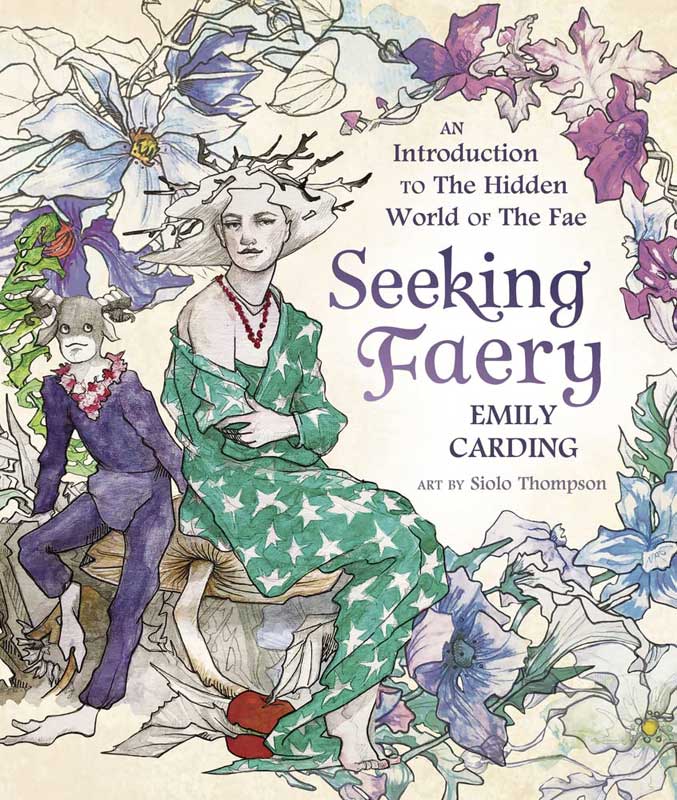 AN
Introduction
TO The Hidden
World OF The Fae
Seeking
Faery
EMILY
CARDING
ART BY Siolo Thompson